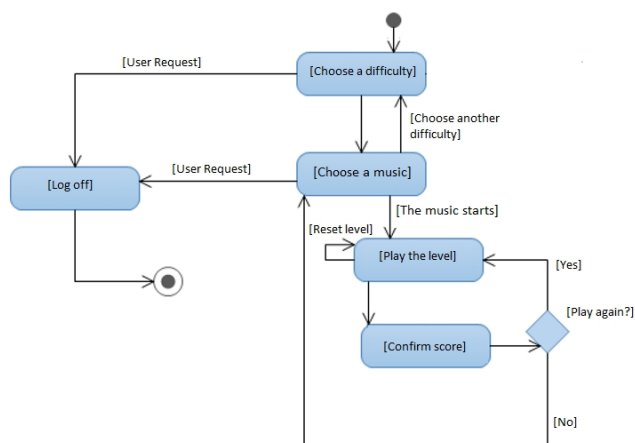 [User Request]
[Choose a difficulty]
[Choose another
difficulty]
[User Request]
[Choose a music]
[Log off]
[The music starts]
[Reset level]
[Play the level]
[Yes]
[Play again?]
[Confirm score]
[No]